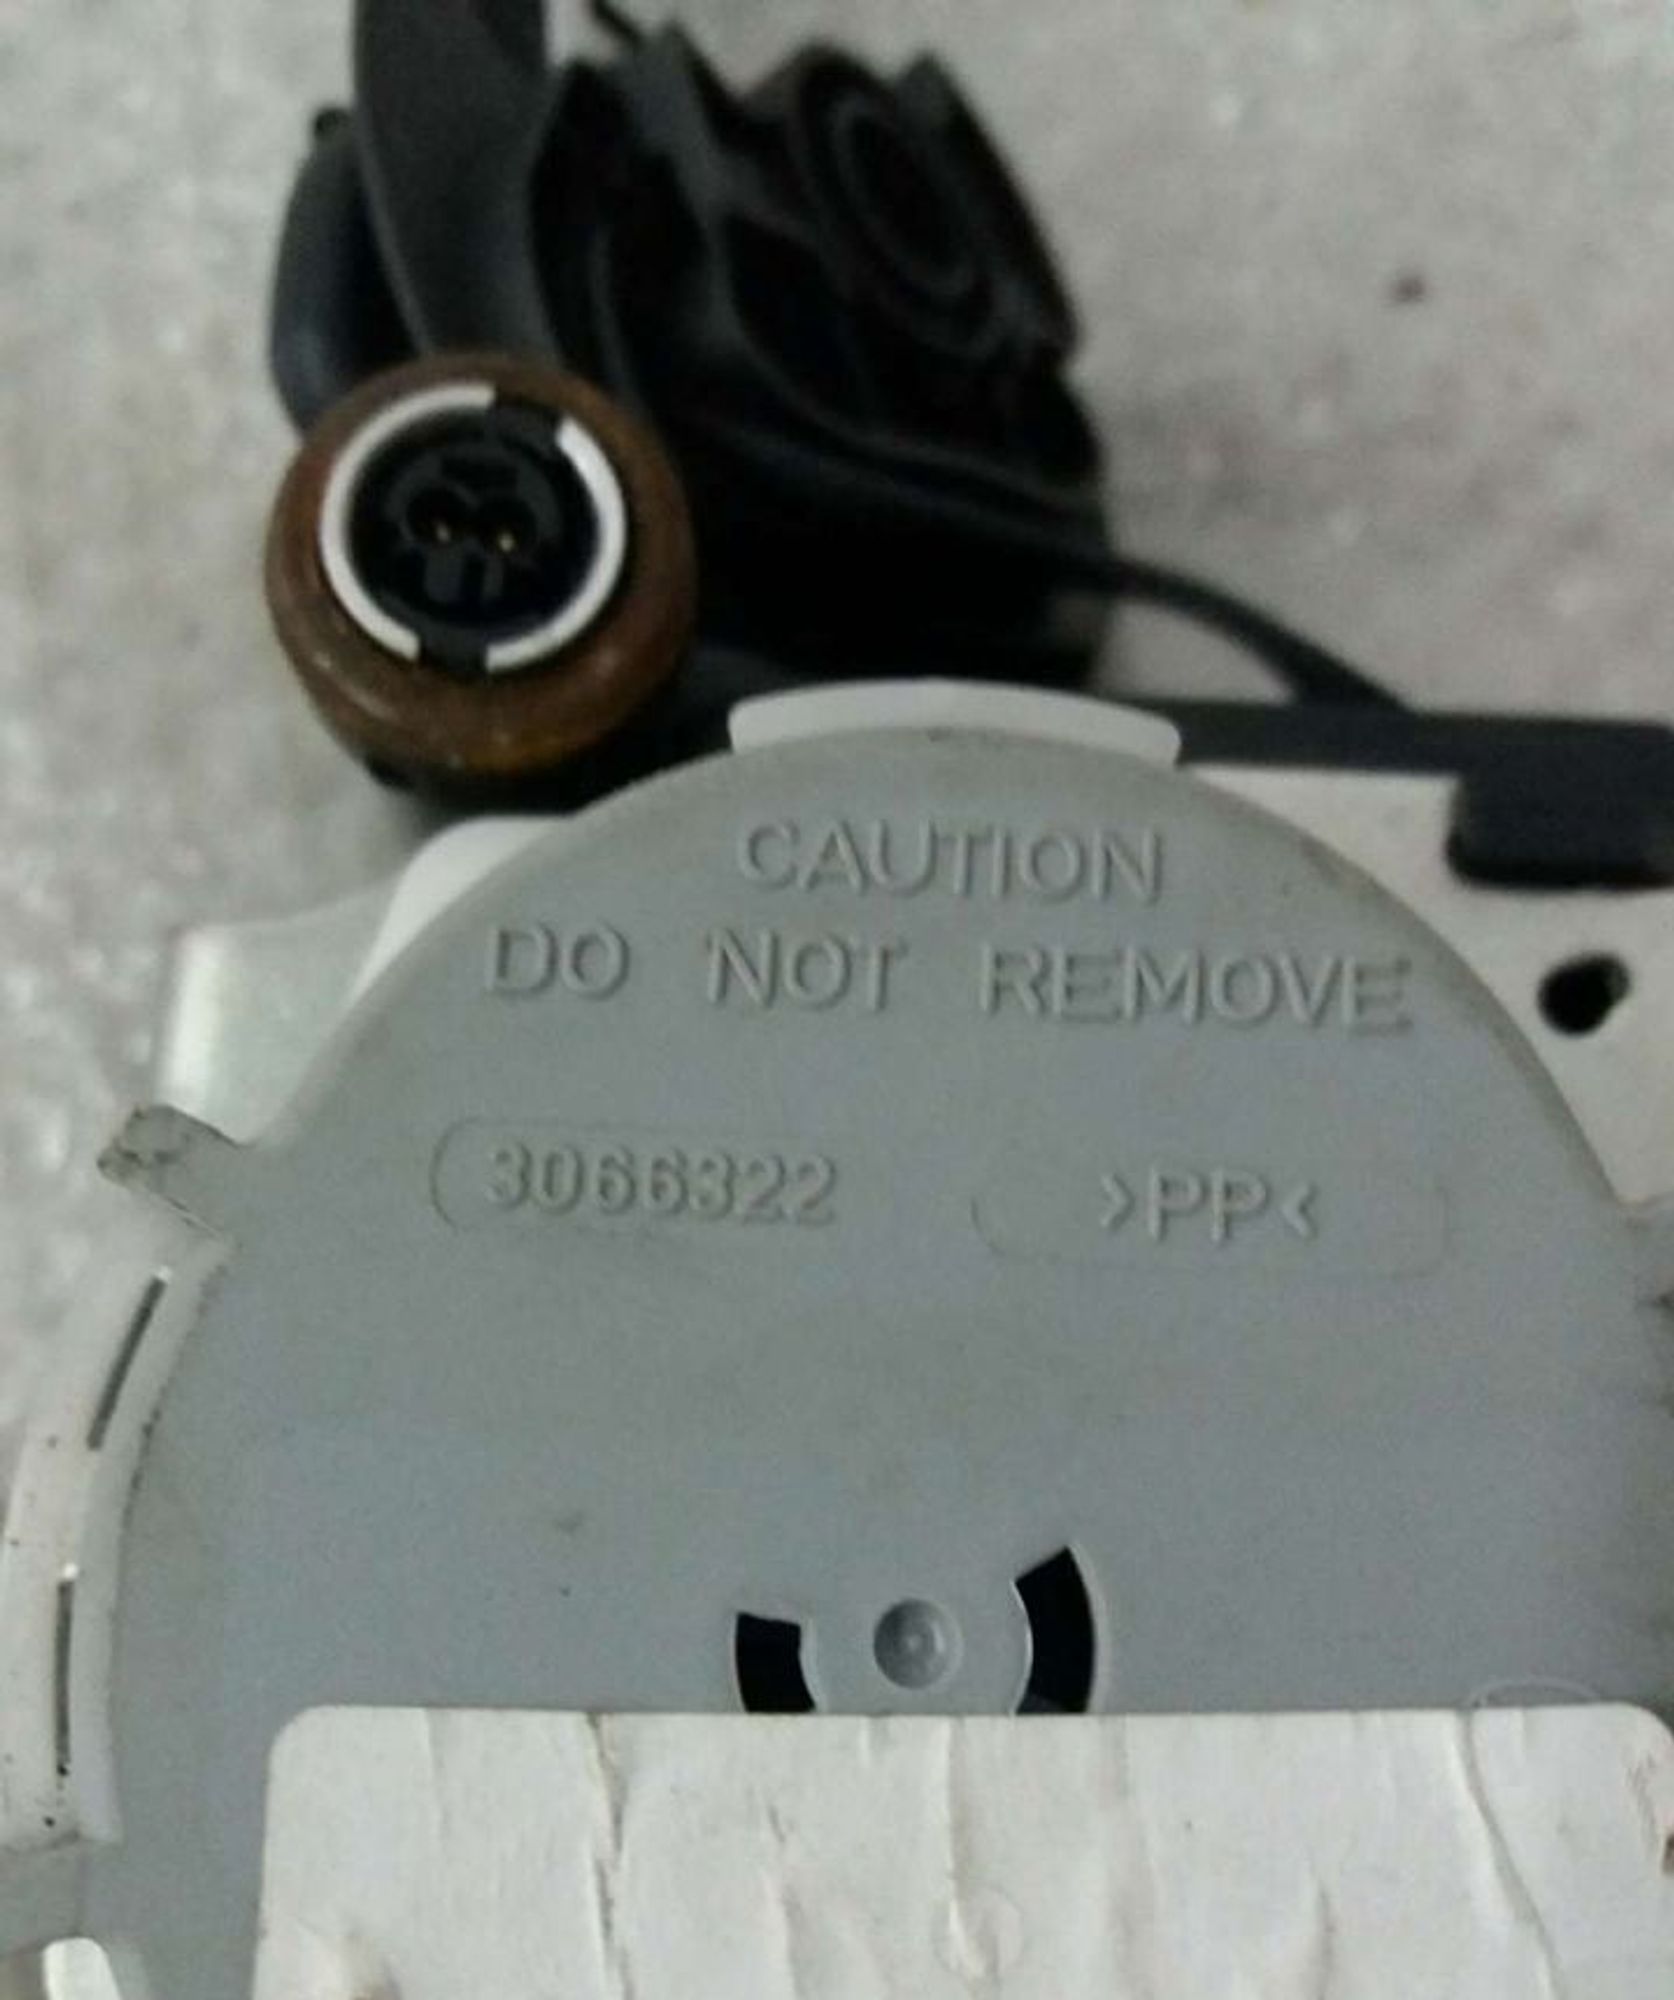 CAUTION
DO NOT REMOVE
3066322 >PP<